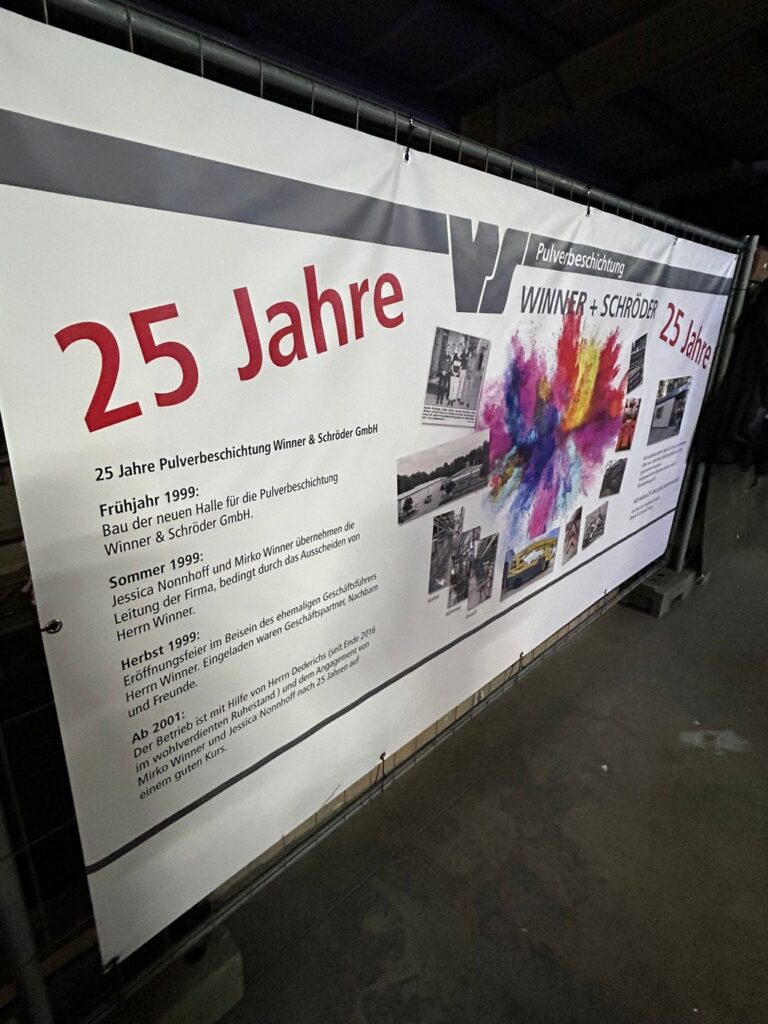 Pulverbeschichtung
WINNER + SCHRÖDER
25 Jahre
25 Jahre
25 Jahre Pulverbeschichtung Winner & Schröder GmbH
Frühjahr 1999:
Bau der neuen Halle für die Pulverbeschichtung
Winner & Schröder GmbH.
Sommer 1999:
Jessica Nonnhoff und Mirko Winner übernehmen die
Leitung der Firma, bedingt durch das Ausscheiden von
Herrn Winner.
Herbst 1999:
Eröffnungsfeier im Beisein des ehemaligen Geschäftsführers
Herrn Winner. Eingeladen waren Geschäftspartner, Nachbarn
und Freunde.
Ab 2001:
Der Betrieb ist mit Hilfe von Herrn Dederichs (seit Ende 2016
im wohlverdienten Ruhestand ) und dem Angagement von
Mirko Winner und Jessica Nonnhoff nach 25 Jahren auf
einem guten Kurs.